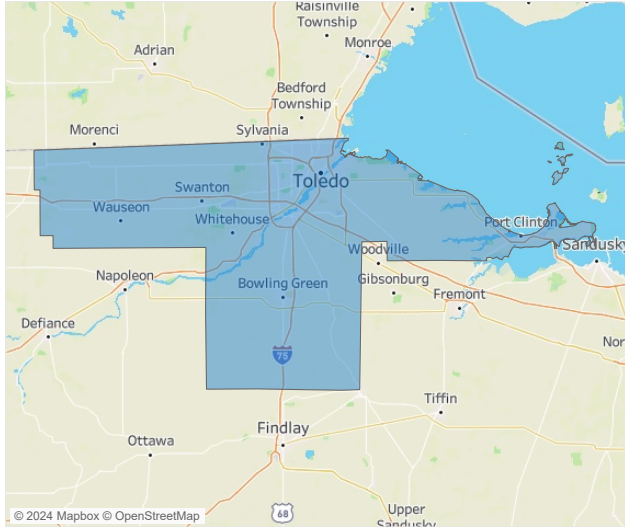 Raisinville
Township
Adrian
Monroe
Bedford
Township
Morenci
Sylvania
Toledo
Swanton
Wauseon
Whitehouse
Port Clinton
Woodville
Sandusky
Napoleon
Gibsonburg
Bowling Green
Fremont
Defiance
75
Nor
Tiffin
Findlay
Ottawa
68
Upper
Sandusky
© 2024 Mapbox © OpenStreetMap